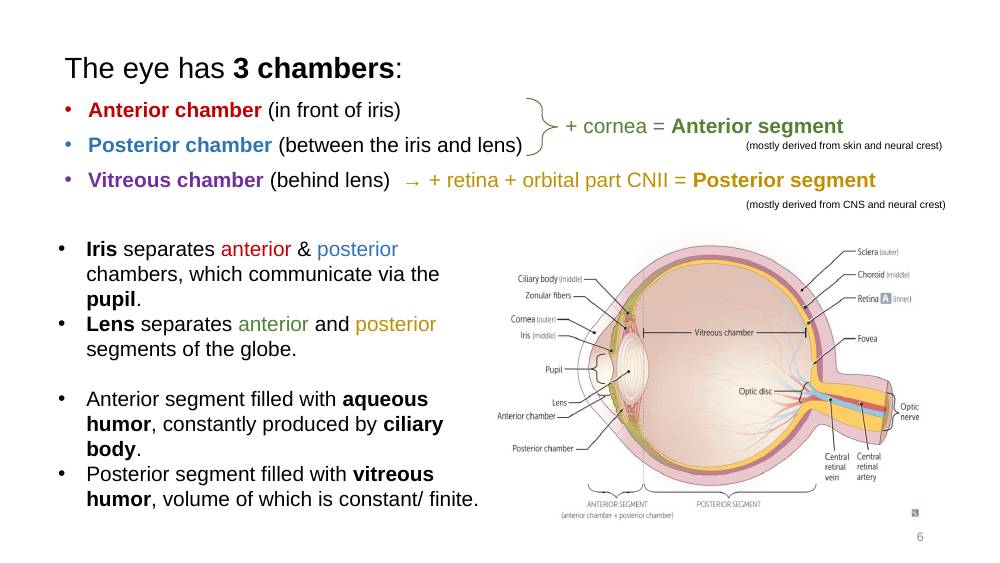 The eye has 3 chambers:
• Anterior chamber (in front of iris)
• Posterior chamber (between the iris and lens)
+ cornea = Anterior segment
(mostly derived from skin and neural crest)
• Vitreous chamber (behind lens) → + retina + orbital part CNII = Posterior segment
(mostly derived from CNS and neural crest)
• Iris separates anterior & posterior
chambers, which communicate via the
pupil.
• Lens separates anterior and posterior
segments of the globe.
• Anterior segment filled with aqueous
humor, constantly produced by ciliary
body.
• Posterior segment filled with vitreous
humor, volume of which is constant/ finite.
Ciliary body (middle)
Zonular fibers
Cornea (outer)
Iris (middle)
Pupil
Lens
Anterior chamber
Posterior chamber
Vitreous chamber
Optic disc
Sclera (outer)
Choroid (middle)
Retina A (inner)
Fovea
Optic
nerve
Central
retinal
vein
Central
retinal
artery
ANTERIOR SEGMENT
(anterior chamber + posterior chamber)
POSTERIOR SEGMENT
6